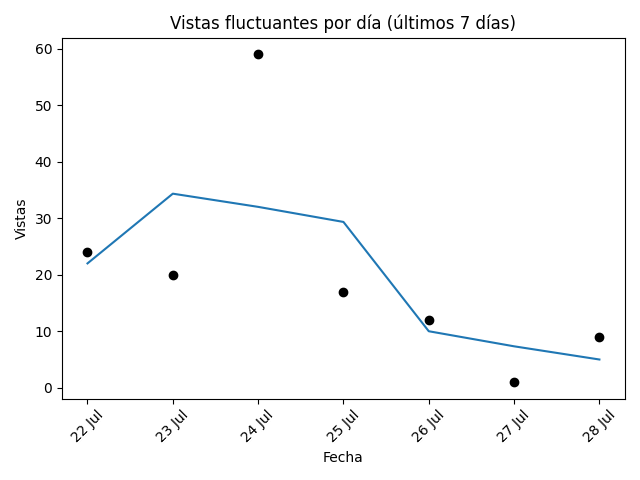 Vistas fluctuantes por día (últimos 7 días)
60
50
40
30
20
10
0
Vistas
22 Jul
23 Jul
24 Jul
25 Jul
26 Jul
27 Jul
28 Jul
Fecha